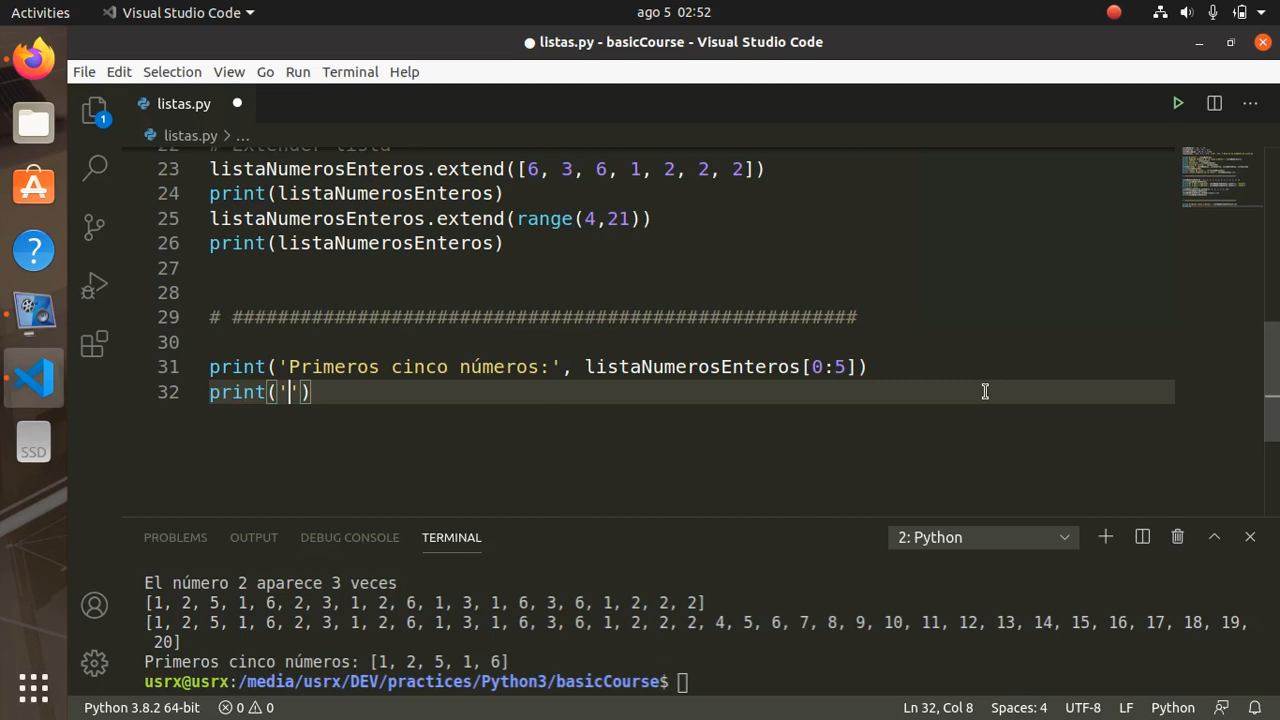 Activities
Visual Studio Code
ago 5 02:52
listas.py - basicCourse - Visual Studio Code
File Edit Selection View Go Run Terminal Help
listas.py
listas.py > ...
22 # Extender lista
23 listaNumerosEnteros.extend([6, 3, 6, 1, 2, 2, 2])
24 print(listaNumerosEnteros)
25 listaNumerosEnteros.extend(range(4,21))
26 print(listaNumerosEnteros)
27
28
29 # #######################################################
30
31 print('Primeros cinco números:', listaNumerosEnteros[0:5])
32 print('')
PROBLEMS OUTPUT DEBUG CONSOLE TERMINAL
2: Python
El número 2 aparece 3 veces
[1, 2, 5, 1, 6, 2, 3, 1, 2, 6, 1, 3, 1, 6, 3, 6, 1, 2, 2, 2]
[1, 2, 5, 1, 6, 2, 3, 1, 2, 6, 1, 3, 1, 6, 3, 6, 1, 2, 2, 2, 4, 5, 6, 7, 8, 9, 10, 11, 12, 13, 14, 15, 16, 17, 18, 19,
20]
Primeros cinco números: [1, 2, 5, 1, 6]
usrx@usrx:/media/usrx/DEV/practices/Python3/basicCourse$
SSD
1
Python 3.8.2 64-bit
0
0
Ln 32, Col 8
Spaces: 4
UTF-8
LF
Python